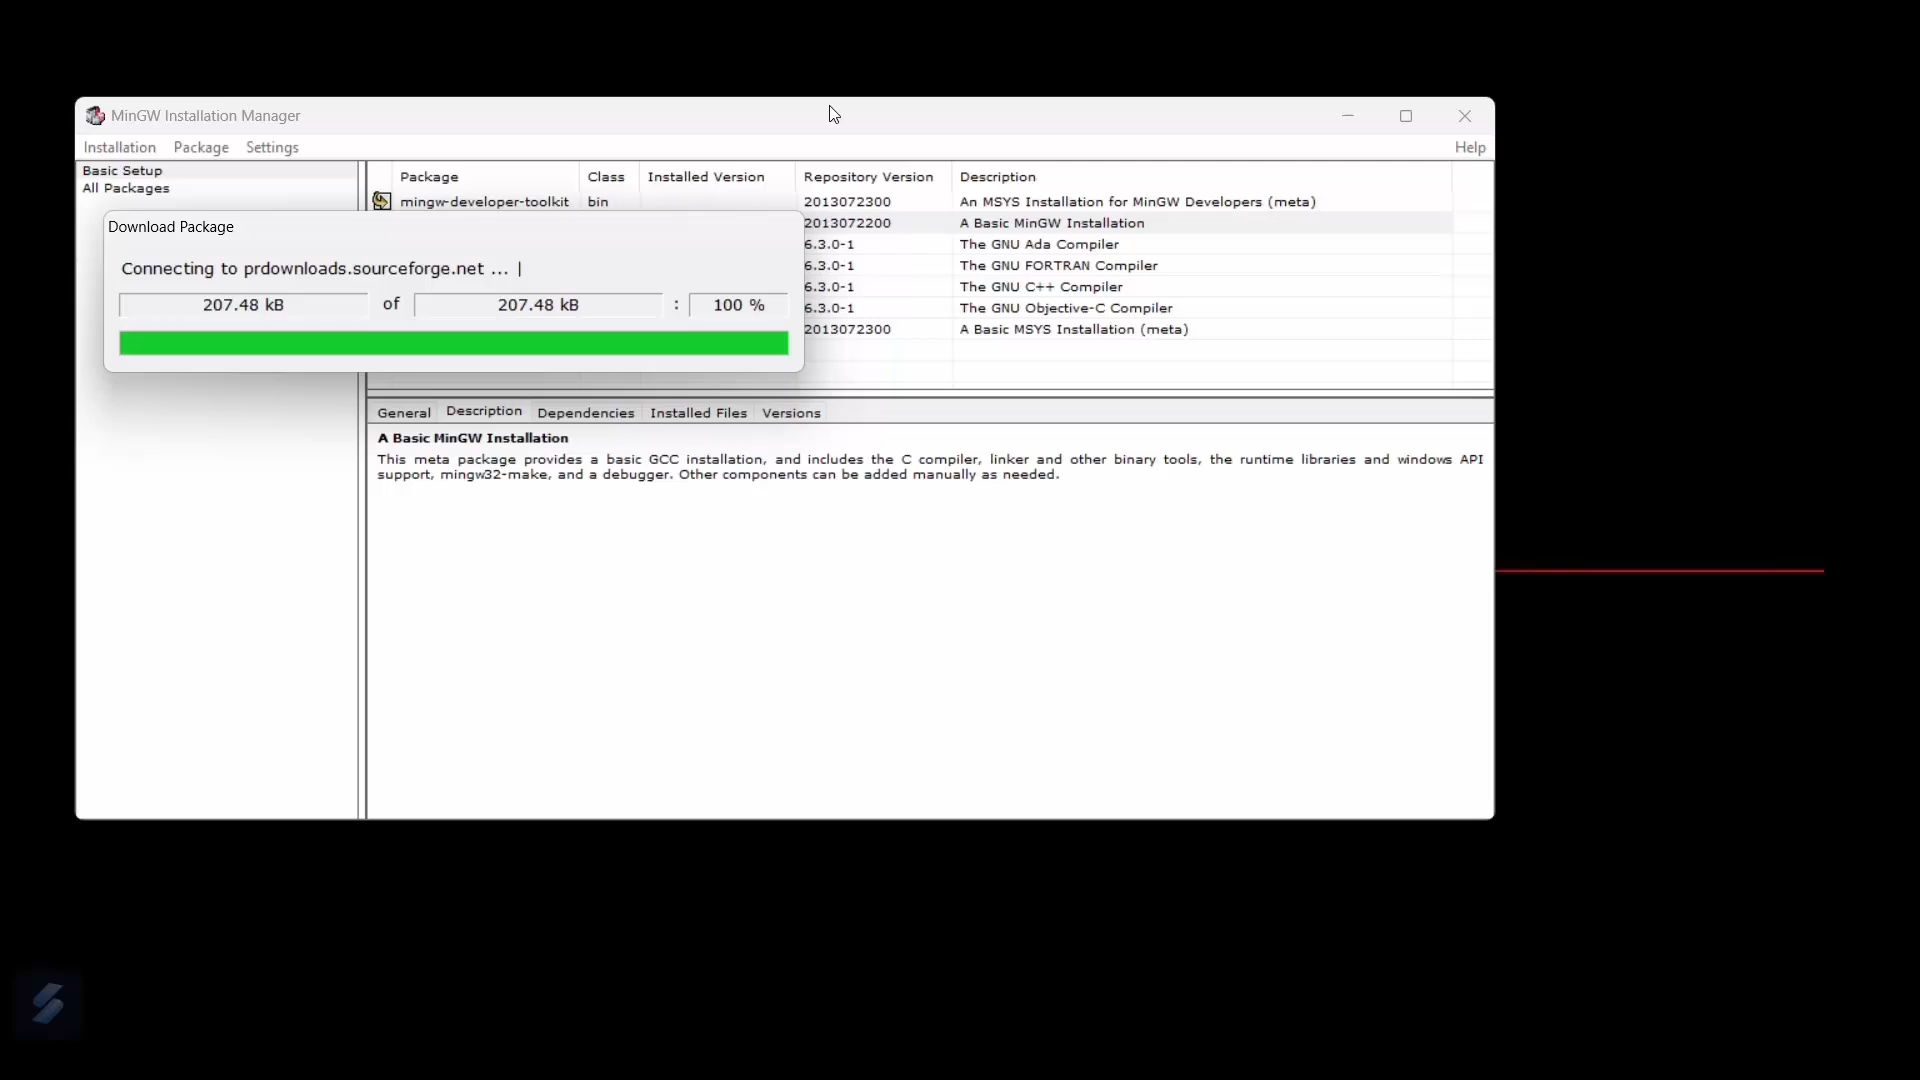 MinGW Installation Manager
Installation Package Settings Help
Basic Setup
All Packages
Package Class Installed Version Repository Version Description
mingw-developer-toolkit bin 2013072300 An MSYS Installation for MinGW Developers (meta)
2013072200 A Basic MinGW Installation
6.3.0-1 The GNU Ada Compiler
6.3.0-1 The GNU FORTRAN Compiler
6.3.0-1 The GNU C++ Compiler
6.3.0-1 The GNU Objective-C Compiler
2013072300 A Basic MSYS Installation (meta)
Download Package
Connecting to prdownloads.sourceforge.net ... |
207.48 kB of 207.48 kB : 100 %
General Description Dependencies Installed Files Versions
A Basic MinGW Installation
This meta package provides a basic GCC installation, and includes the C compiler, linker and other binary tools, the runtime libraries and windows API
support, mingw32-make, and a debugger. Other components can be added manually as needed.